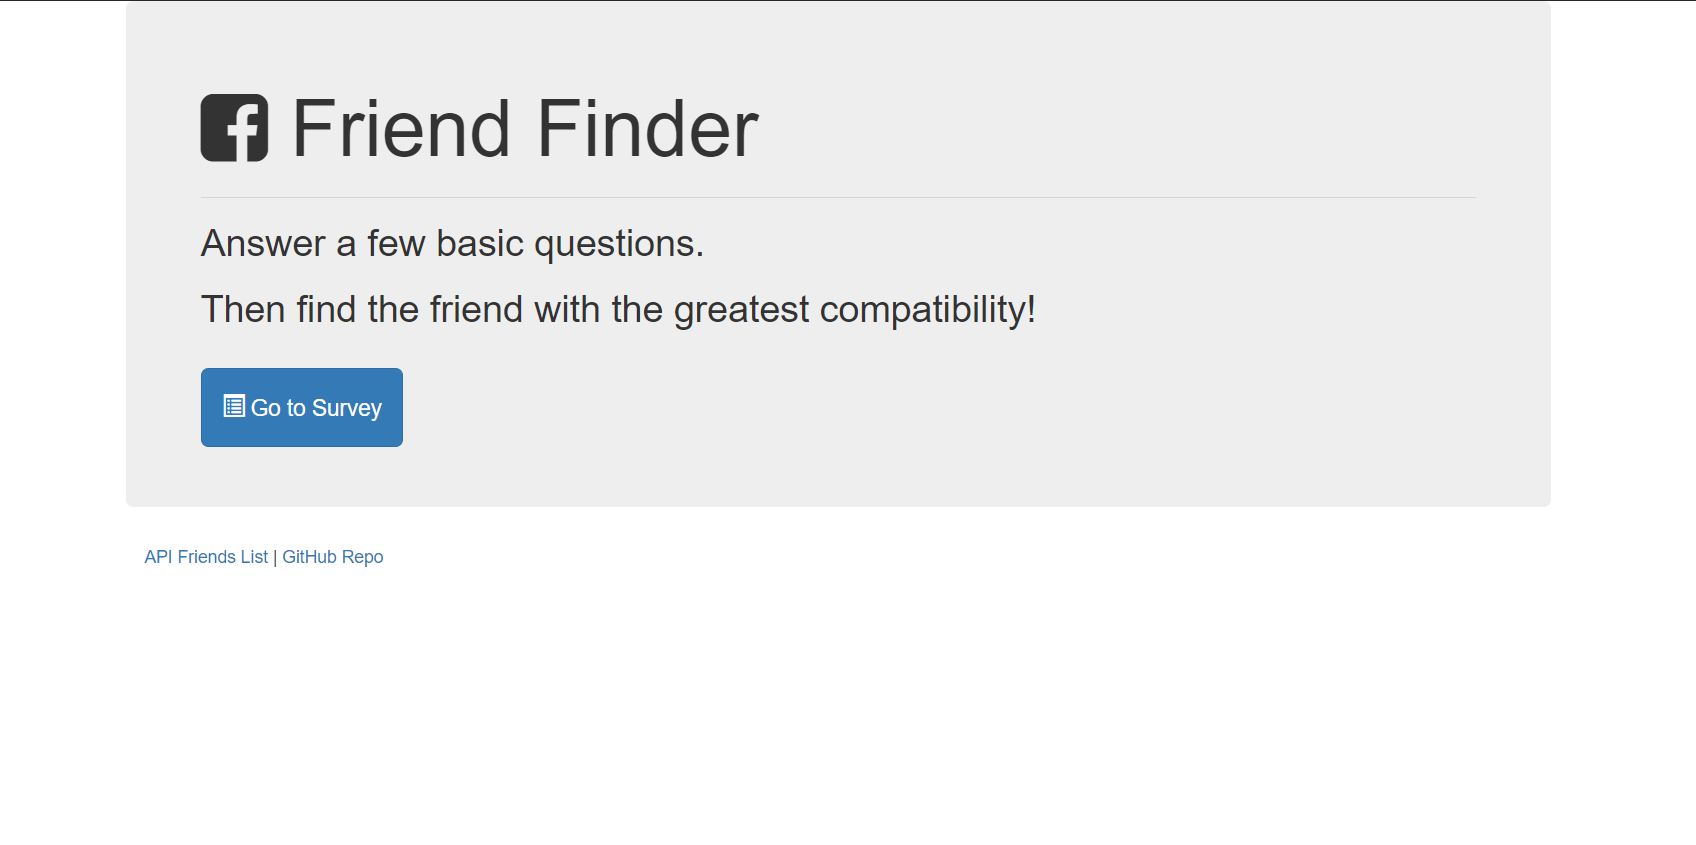 Friend Finder
Answer a few basic questions.
Then find the friend with the greatest compatibility!
Go to Survey
API Friends List | GitHub Repo